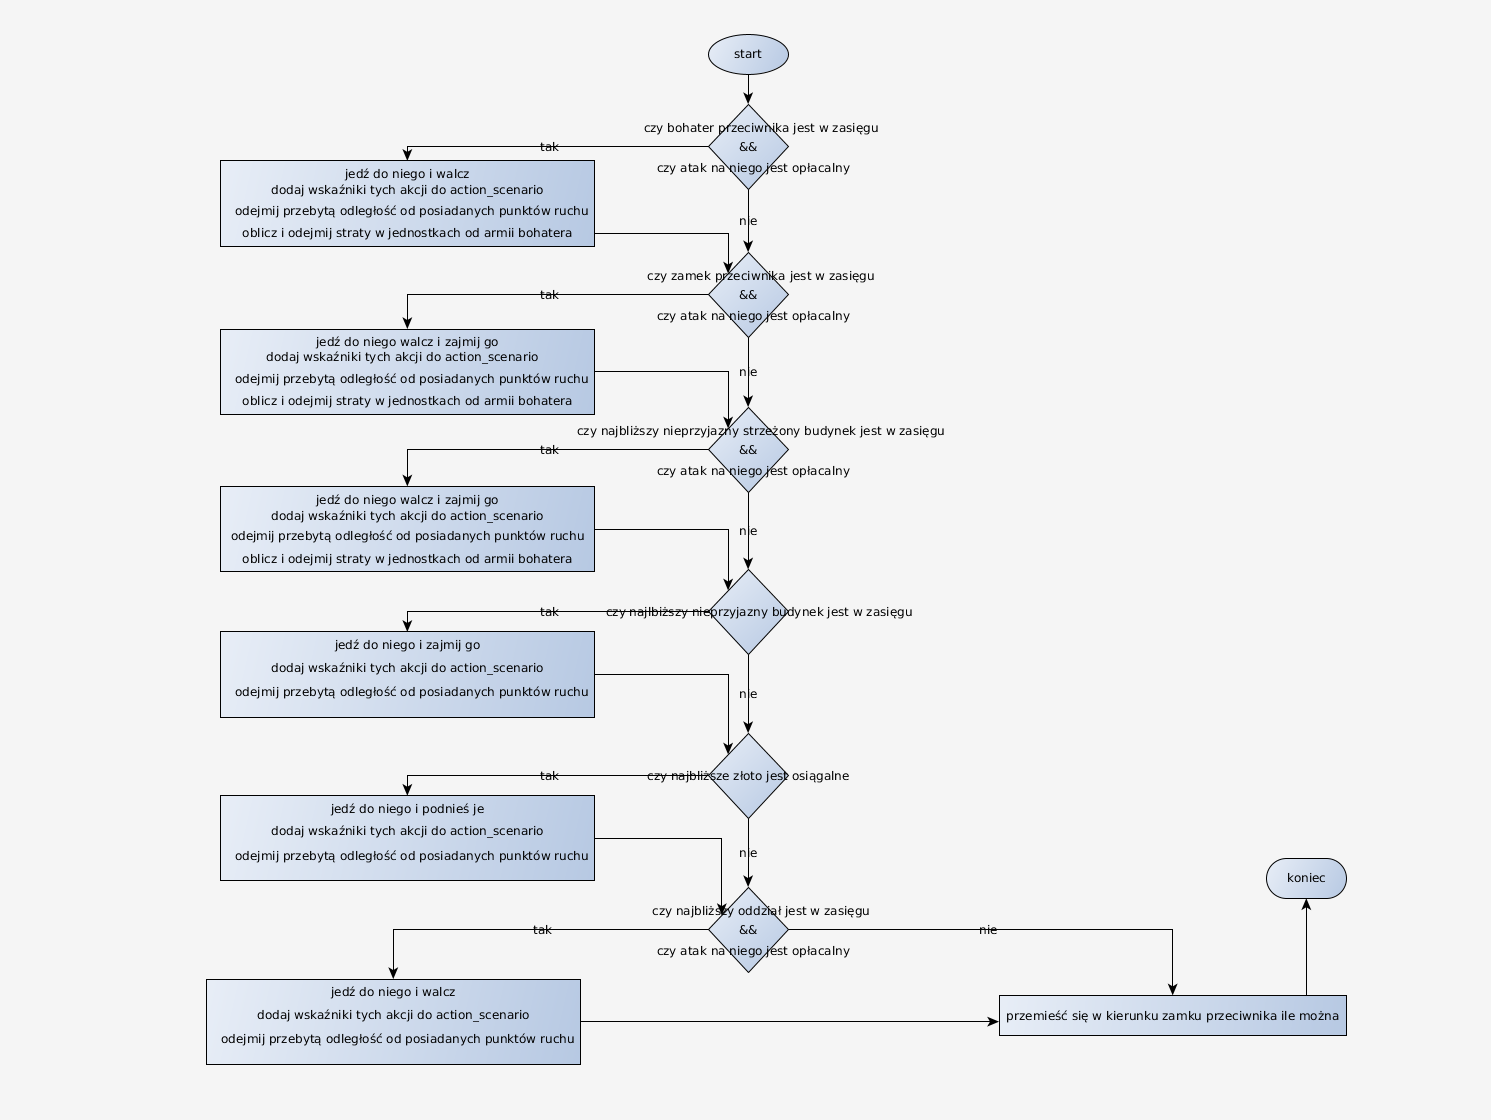 start
czy bohater przeciwnika jest w zasięgu
&&
czy atak na niego jest opłacalny
tak
jedź do niego i walcz
dodaj wskaźniki tych akcji do action_scenario
odejmij przebytą odległość od posiadanych punktów ruchu
oblicz i odejmij straty w jednostkach od armii bohatera
nie
czy zamek przeciwnika jest w zasięgu
&&
czy atak na niego jest opłacalny
tak
jedź do niego walcz i zajmij go
dodaj wskaźniki tych akcji do action_scenario
odejmij przebytą odległość od posiadanych punktów ruchu
oblicz i odejmij straty w jednostkach od armii bohatera
nie
czy najbliższy nieprzyjazny strzeżony budynek jest w zasięgu
&&
czy atak na niego jest opłacalny
tak
jedź do niego walcz i zajmij go
dodaj wskaźniki tych akcji do action_scenario
odejmij przebytą odległość od posiadanych punktów ruchu
oblicz i odejmij straty w jednostkach od armii bohatera
nie
czy najlbiższy nieprzyjazny budynek jest w zasięgu
tak
jedź do niego i zajmij go
dodaj wskaźniki tych akcji do action_scenario
odejmij przebytą odległość od posiadanych punktów ruchu
nie
czy najbliższe złoto jest osiągalne
tak
jedź do niego i podnieś je
dodaj wskaźniki tych akcji do action_scenario
odejmij przebytą odległość od posiadanych punktów ruchu
nie
koniec
czy najbliższy oddział jest w zasięgu
&&
czy atak na niego jest opłacalny
tak
nie
jedź do niego i walcz
dodaj wskaźniki tych akcji do action_scenario
odejmij przebytą odległość od posiadanych punktów ruchu
przemieść się w kierunku zamku przeciwnika ile można